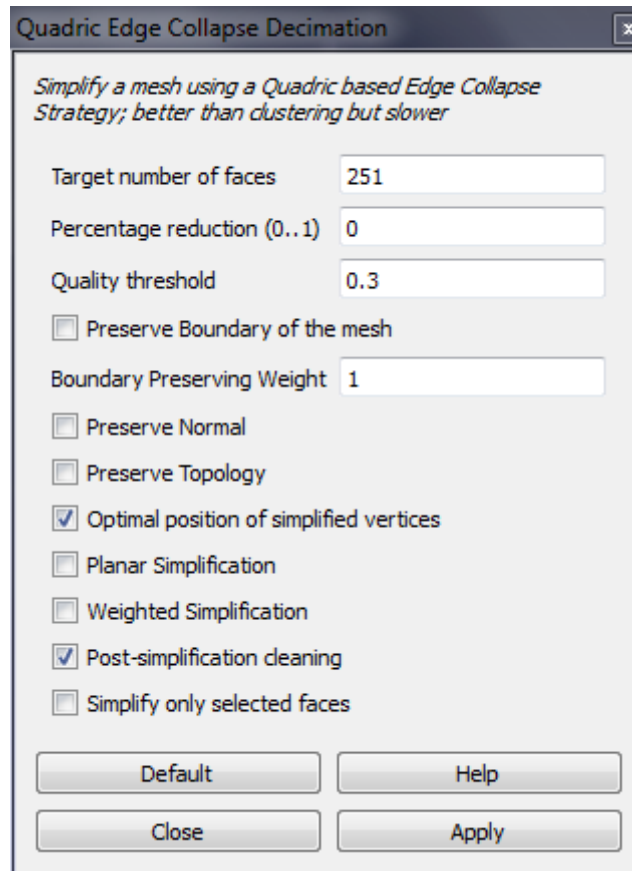 Quadric Edge Collapse Decimation
x
Simplify a mesh using a Quadric based Edge Collapse
Strategy; better than clustering but slower
Target number of faces 251
Percentage reduction (0..1) 0
Quality threshold 0.3
Preserve Boundary of the mesh
Boundary Preserving Weight 1
Preserve Normal
Preserve Topology
Optimal position of simplified vertices
Planar Simplification
Weighted Simplification
Post-simplification cleaning
Simplify only selected faces
Default Help
Close Apply